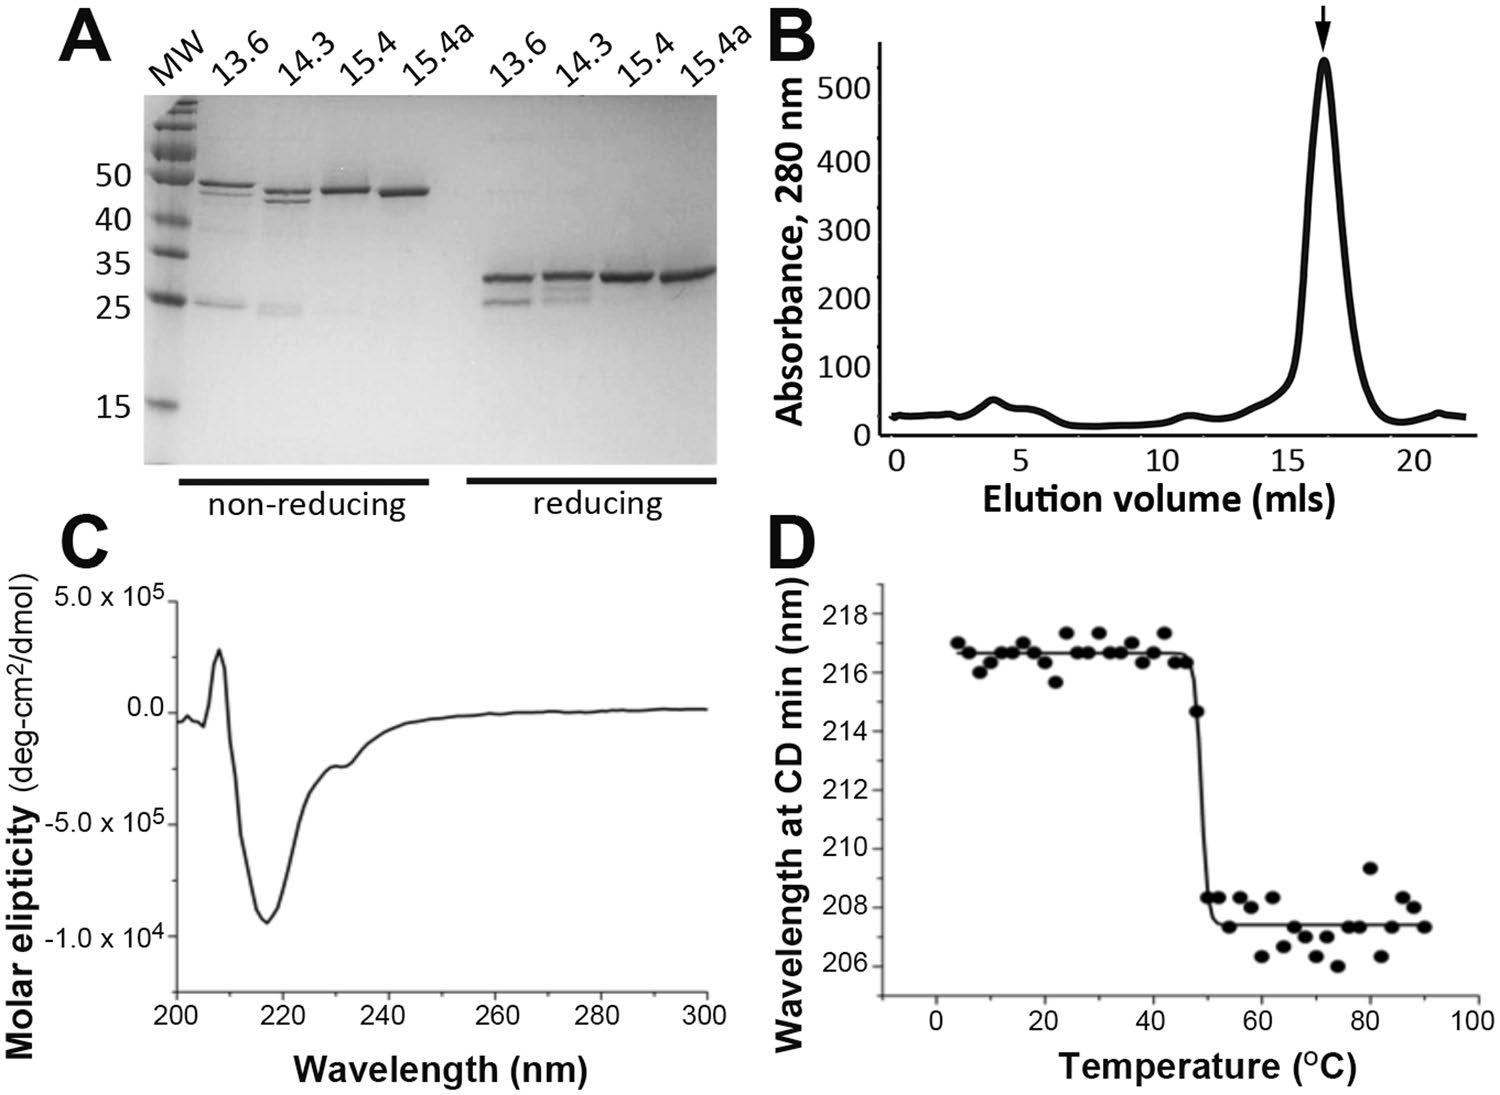 A
MW 13.6 14.3 15.4 15.4a 13.6 14.3 15.4 15.4a
50
40
35
25
15
non-reducing reducing
B
Absorbance, 280 nm
500
400
300
200
100
0
0 5 10 15 20
Elution volume (mls)
C
Molar elipticity (deg-cm²/dmol)
5.0 x 10⁵
0.0
-5.0 x 10⁵
-1.0 x 10⁴
200 220 240 260 280 300
Wavelength (nm)
D
Wavelength at CD min (nm)
218
216
214
212
210
208
206
0 20 40 60 80 100
Temperature (ᴼC)